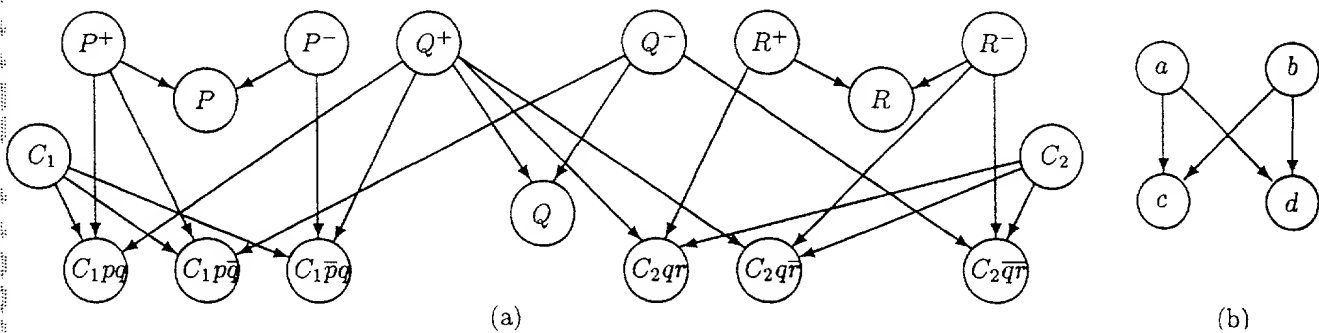 P⁺ P⁻ Q⁺ Q⁻ R⁺ R⁻
a b
P R
C₁ C₂
Q
c d
C₁pq C₁pq̄ C₁p̄q C₂qr C₂qr̄ C₂q̄r̄
(a) (b)